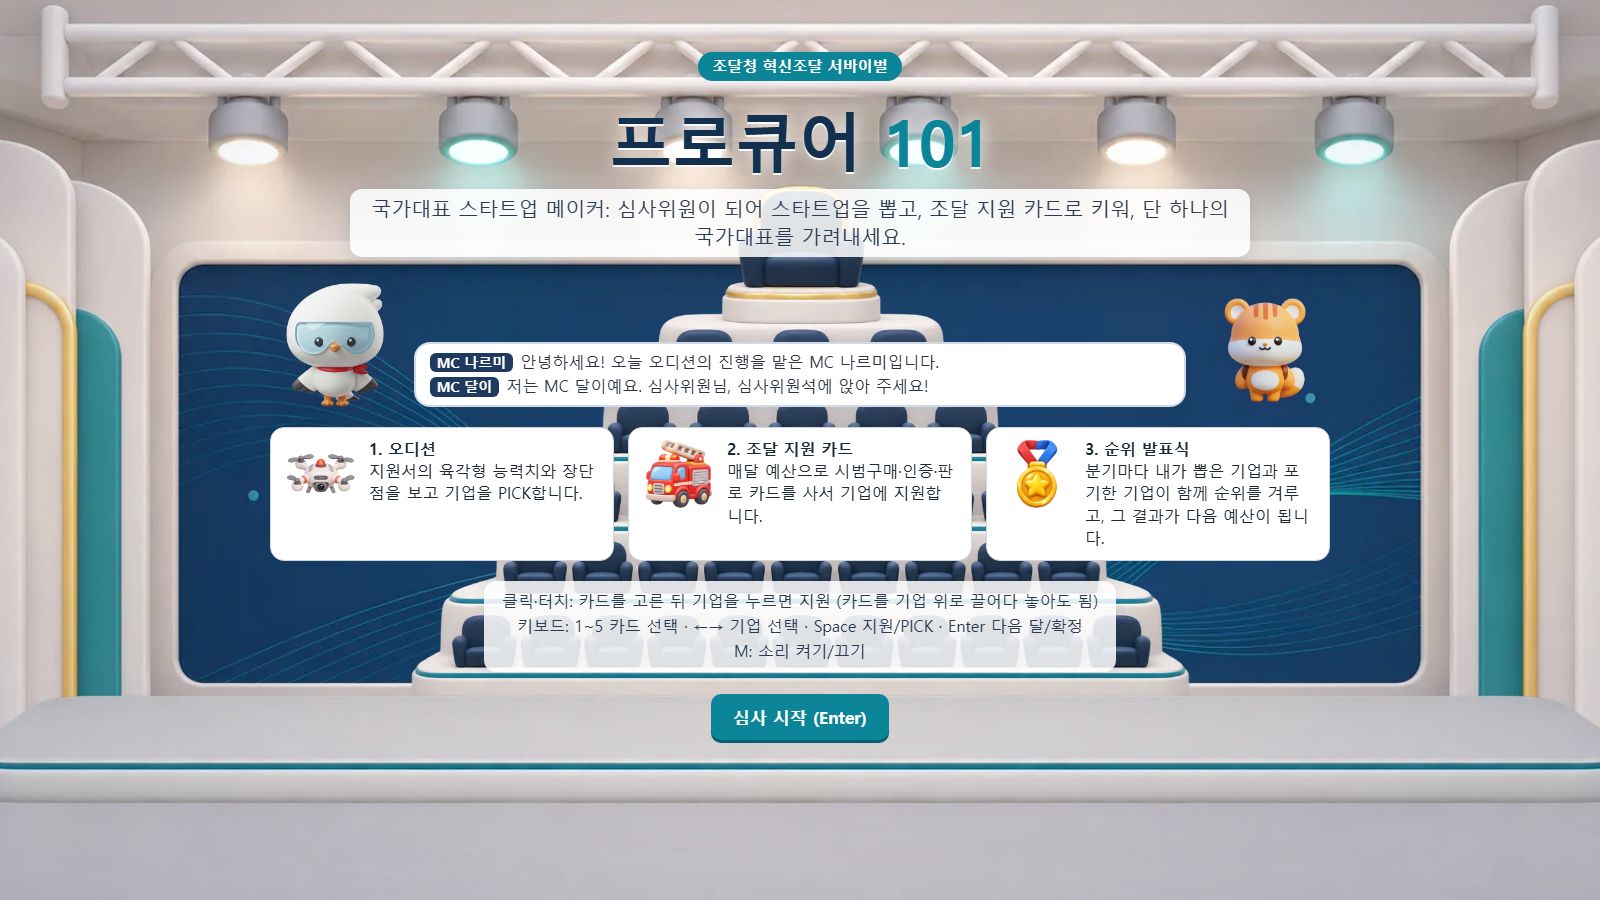 조달청 혁신조달 서바이벌
프로큐어 101
국가대표 스타트업 메이커: 심사위원이 되어 스타트업을 뽑고, 조달 지원 카드로 키워, 단 하나의
국가대표를 가려내세요.
MC 나르미 안녕하세요! 오늘 오디션의 진행을 맡은 MC 나르미입니다.
MC 달이 저는 MC 달이예요. 심사위원님, 심사위원석에 앉아 주세요!
1. 오디션
지원서의 육각형 능력치와 장단
점을 보고 기업을 PICK합니다.
2. 조달 지원 카드
매달 예산으로 시범구매·인증·판
로 카드를 사서 기업에 지원합
니다.
3. 순위 발표식
분기마다 내가 뽑은 기업과 포
기한 기업이 함께 순위를 겨루
고, 그 결과가 다음 예산이 됩니
다.
클릭·터치: 카드를 고른 뒤 기업을 누르면 지원 (카드를 기업 위로 끌어다 놓아도 됨)
키보드: 1~5 카드 선택 · ←→ 기업 선택 · Space 지원/PICK · Enter 다음 달/확정
M: 소리 켜기/끄기
심사 시작 (Enter)